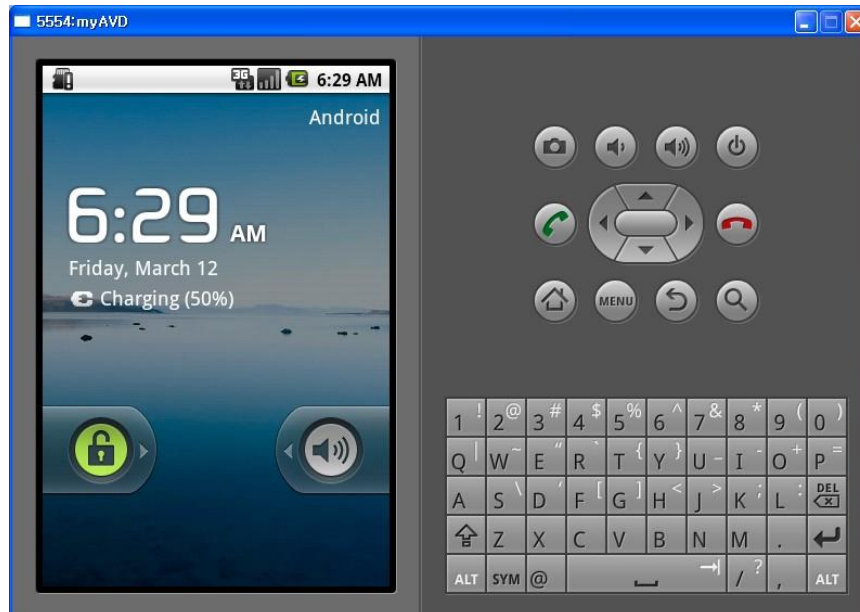 5554:myAVD
3G 6:29 AM
Android
6:29 AM
Friday, March 12
Charging (50%)
MENU
1 ! 2 @ 3 # 4 $ 5 % 6 ^ 7 & 8 * 9 ( 0 )
Q | W ~ E " R ` T { Y } U _ I - O + P =
A S \ D ' F [ G ] H < J > K ; L : DEL
Z X C V B N M .
ALT SYM @ / ? , ALT